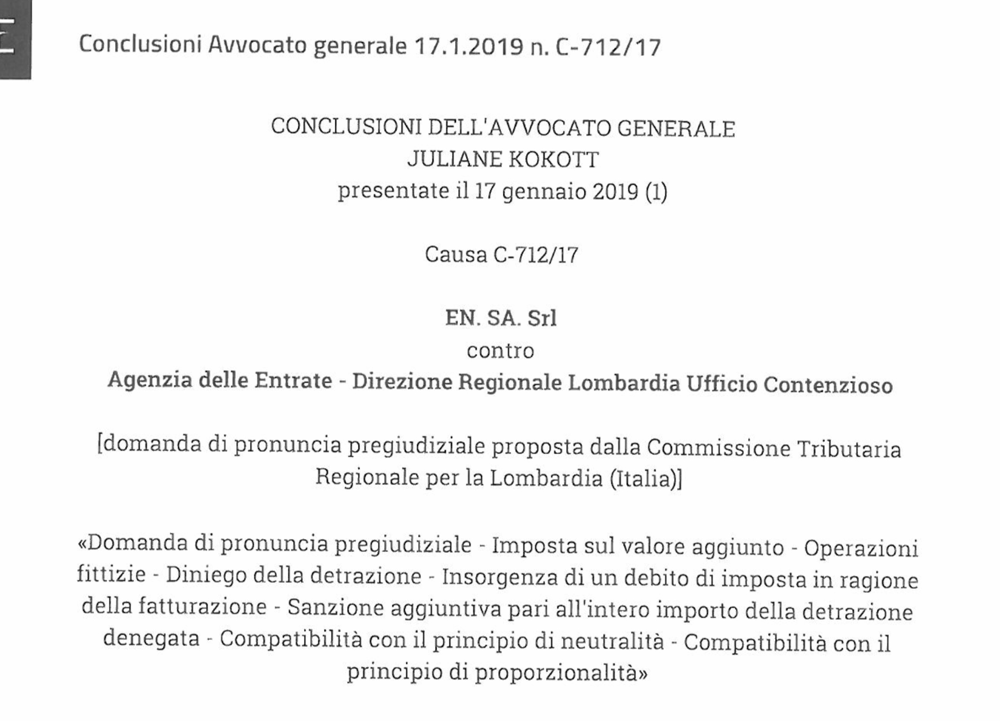 Conclusioni Avvocato generale 17.1.2019 n. C-712/17
CONCLUSIONI DELL'AVVOCATO GENERALE
JULIANE KOKOTT
presentate il 17 gennaio 2019 (1)
Causa C-712/17
EN. SA. Srl
contro
Agenzia delle Entrate - Direzione Regionale Lombardia Ufficio Contenzioso
[domanda di pronuncia pregiudiziale proposta dalla Commissione Tributaria
Regionale per la Lombardia (Italia)]
«Domanda di pronuncia pregiudiziale - Imposta sul valore aggiunto - Operazioni
fittizie - Diniego della detrazione - Insorgenza di un debito di imposta in ragione
della fatturazione - Sanzione aggiuntiva pari all'intero importo della detrazione
denegata - Compatibilità con il principio di neutralità - Compatibilità con il
principio di proporzionalità»